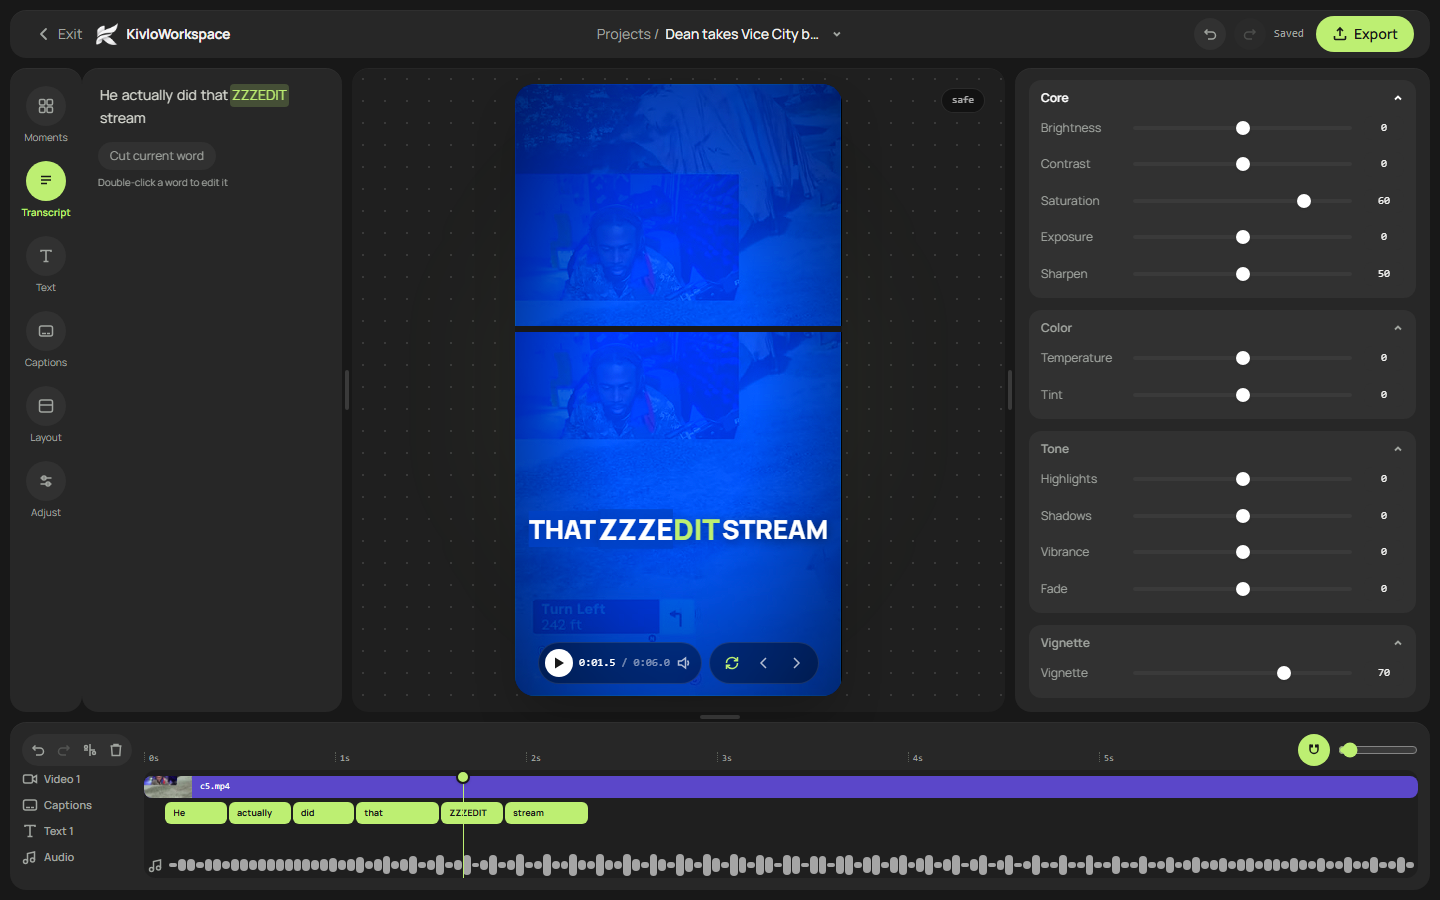 Exit
KivloWorkspace
Projects / Dean takes Vice City b...
Saved
Export
Moments
Transcript
Text
Captions
Layout
Adjust
He actually did that ZZZEDIT
stream
Cut current word
Double-click a word to edit it
safe
THAT ZZZEDIT STREAM
Turn Left
242 ft
0:01.5 / 0:06.0
Core
Brightness 0
Contrast 0
Saturation 60
Exposure 0
Sharpen 50
Color
Temperature 0
Tint 0
Tone
Highlights 0
Shadows 0
Vibrance 0
Fade 0
Vignette
Vignette 70
0s 1s 2s 3s 4s 5s
Video 1
c5.mp4
Captions
He actually did that ZZZEDIT stream
Text 1
Audio